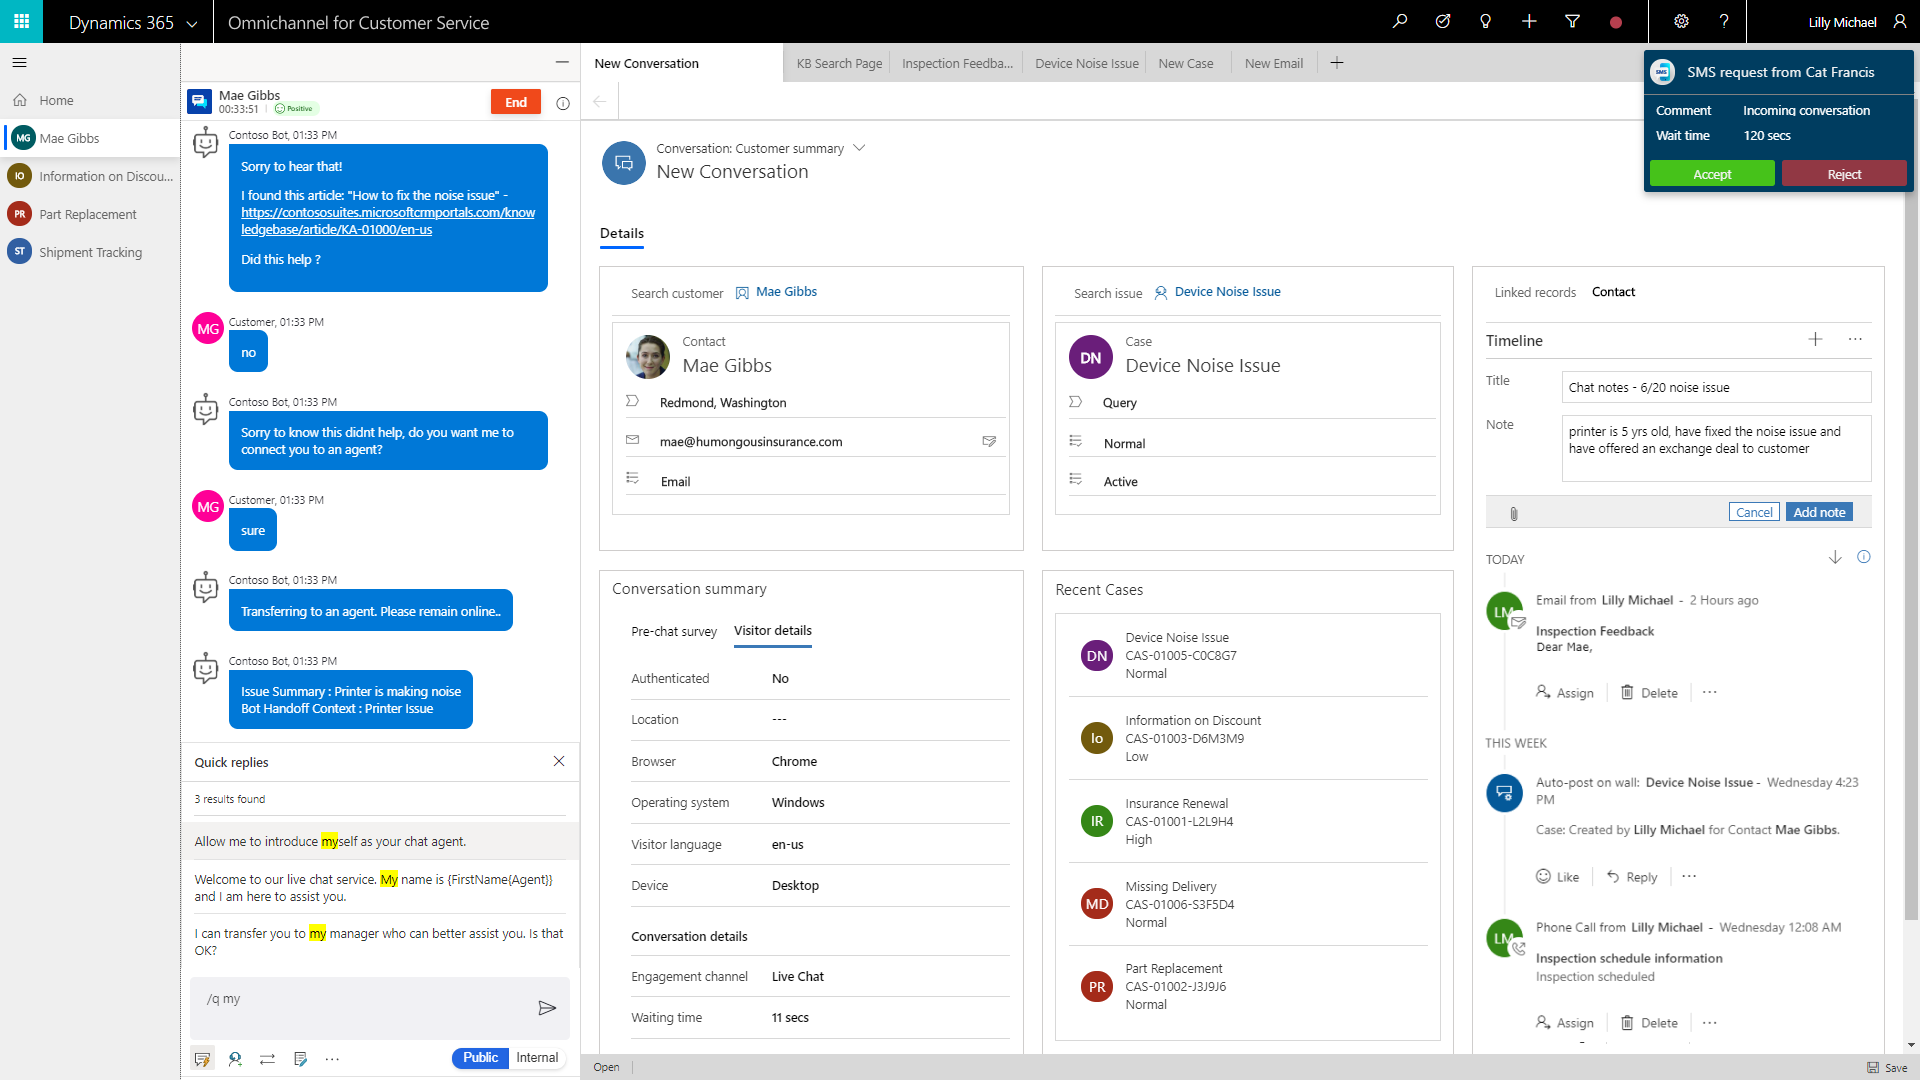 Dynamics 365
Omnichannel for Customer Service
Lilly Michael
Home
MG Mae Gibbs
IO Information on Discou...
PR Part Replacement
ST Shipment Tracking
Mae Gibbs
00:33:51
Positive
End
Contoso Bot, 01:33 PM
Sorry to hear that!
I found this article: "How to fix the noise issue" -
https://contososuites.microsoftcrmportals.com/know
ledgebase/article/KA-01000/en-us
Did this help ?
Customer, 01:33 PM
MG
no
Contoso Bot, 01:33 PM
Sorry to know this didnt help, do you want me to
connect you to an agent?
Customer, 01:33 PM
MG
sure
Contoso Bot, 01:33 PM
Transferring to an agent. Please remain online..
Contoso Bot, 01:33 PM
Issue Summary : Printer is making noise
Bot Handoff Context : Printer Issue
Quick replies
3 results found
Allow me to introduce myself as your chat agent.
Welcome to our live chat service. My name is {FirstName{Agent}}
and I am here to assist you.
I can transfer you to my manager who can better assist you. Is that
OK?
/q my
Public Internal
New Conversation
KB Search Page
Inspection Feedba...
Device Noise Issue
New Case
New Email
Conversation: Customer summary
New Conversation
Details
Search customer Mae Gibbs
Contact
Mae Gibbs
Redmond, Washington
mae@humongousinsurance.com
Email
Search issue Device Noise Issue
DN
Case
Device Noise Issue
Query
Normal
Active
Conversation summary
Pre-chat survey Visitor details
Authenticated No
Location ---
Browser Chrome
Operating system Windows
Visitor language en-us
Device Desktop
Conversation details
Engagement channel Live Chat
Waiting time 11 secs
Recent Cases
DN
Device Noise Issue
CAS-01005-C0C8G7
Normal
Io
Information on Discount
CAS-01003-D6M3M9
Low
IR
Insurance Renewal
CAS-01001-L2L9H4
High
MD
Missing Delivery
CAS-01006-S3F5D4
Normal
PR
Part Replacement
CAS-01002-J3J9J6
Normal
SMS
SMS request from Cat Francis
Comment Incoming conversation
Wait time 120 secs
Accept Reject
Linked records Contact
Timeline
Title Chat notes - 6/20 noise issue
Note printer is 5 yrs old, have fixed the noise issue and
have offered an exchange deal to customer
Cancel Add note
TODAY
LM
Email from Lilly Michael - 2 Hours ago
Inspection Feedback
Dear Mae,
Assign Delete
THIS WEEK
Auto-post on wall: Device Noise Issue - Wednesday 4:23
PM
Case: Created by Lilly Michael for Contact Mae Gibbs.
Like Reply
LM
Phone Call from Lilly Michael - Wednesday 12:08 AM
Inspection schedule information
Inspection scheduled
Assign Delete
Open
Save